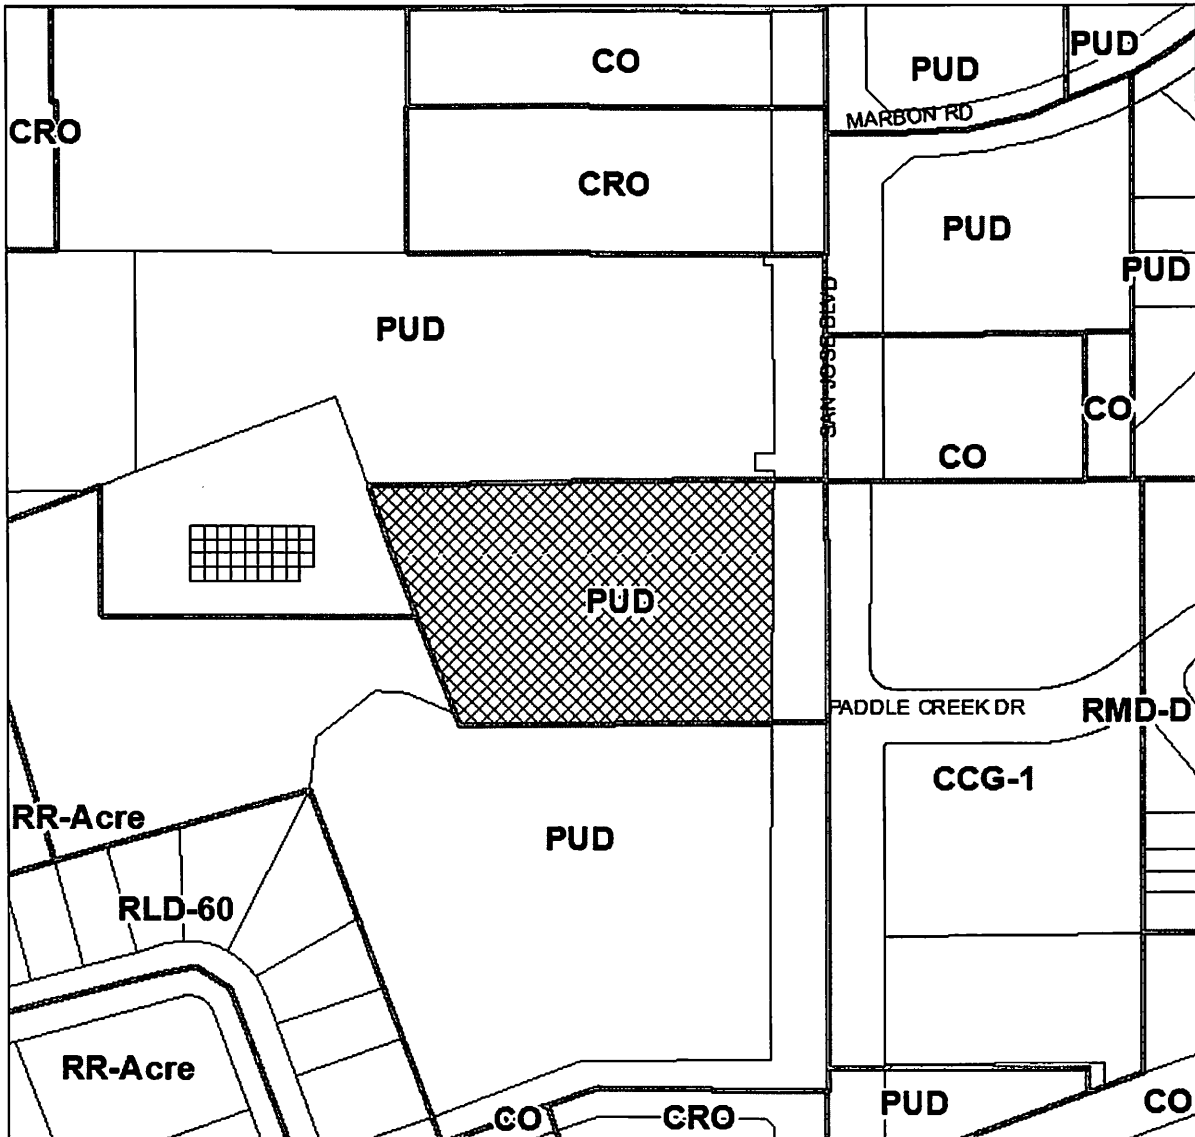 CO
PUD
PUD
MARBON RD
CRO
CRO
PUD
PUD
PUD
SAN JOSE BLVD
CO
CO
PUD
PADDLE CREEK DR
RMD-D
CCG-1
RR-Acre
PUD
RLD-60
RR-Acre
CO
CRO
PUD
CO